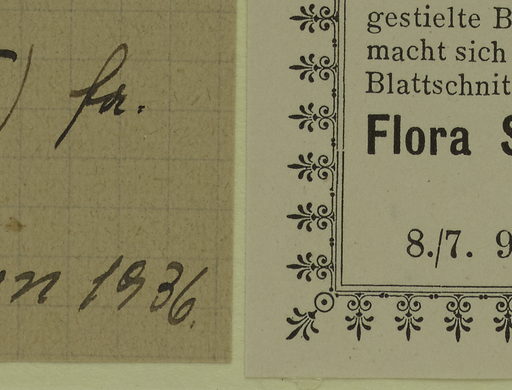 ) fa.
n 1936.
gestielte B
macht sich
Blattschnit
Flora S
8./7. 9